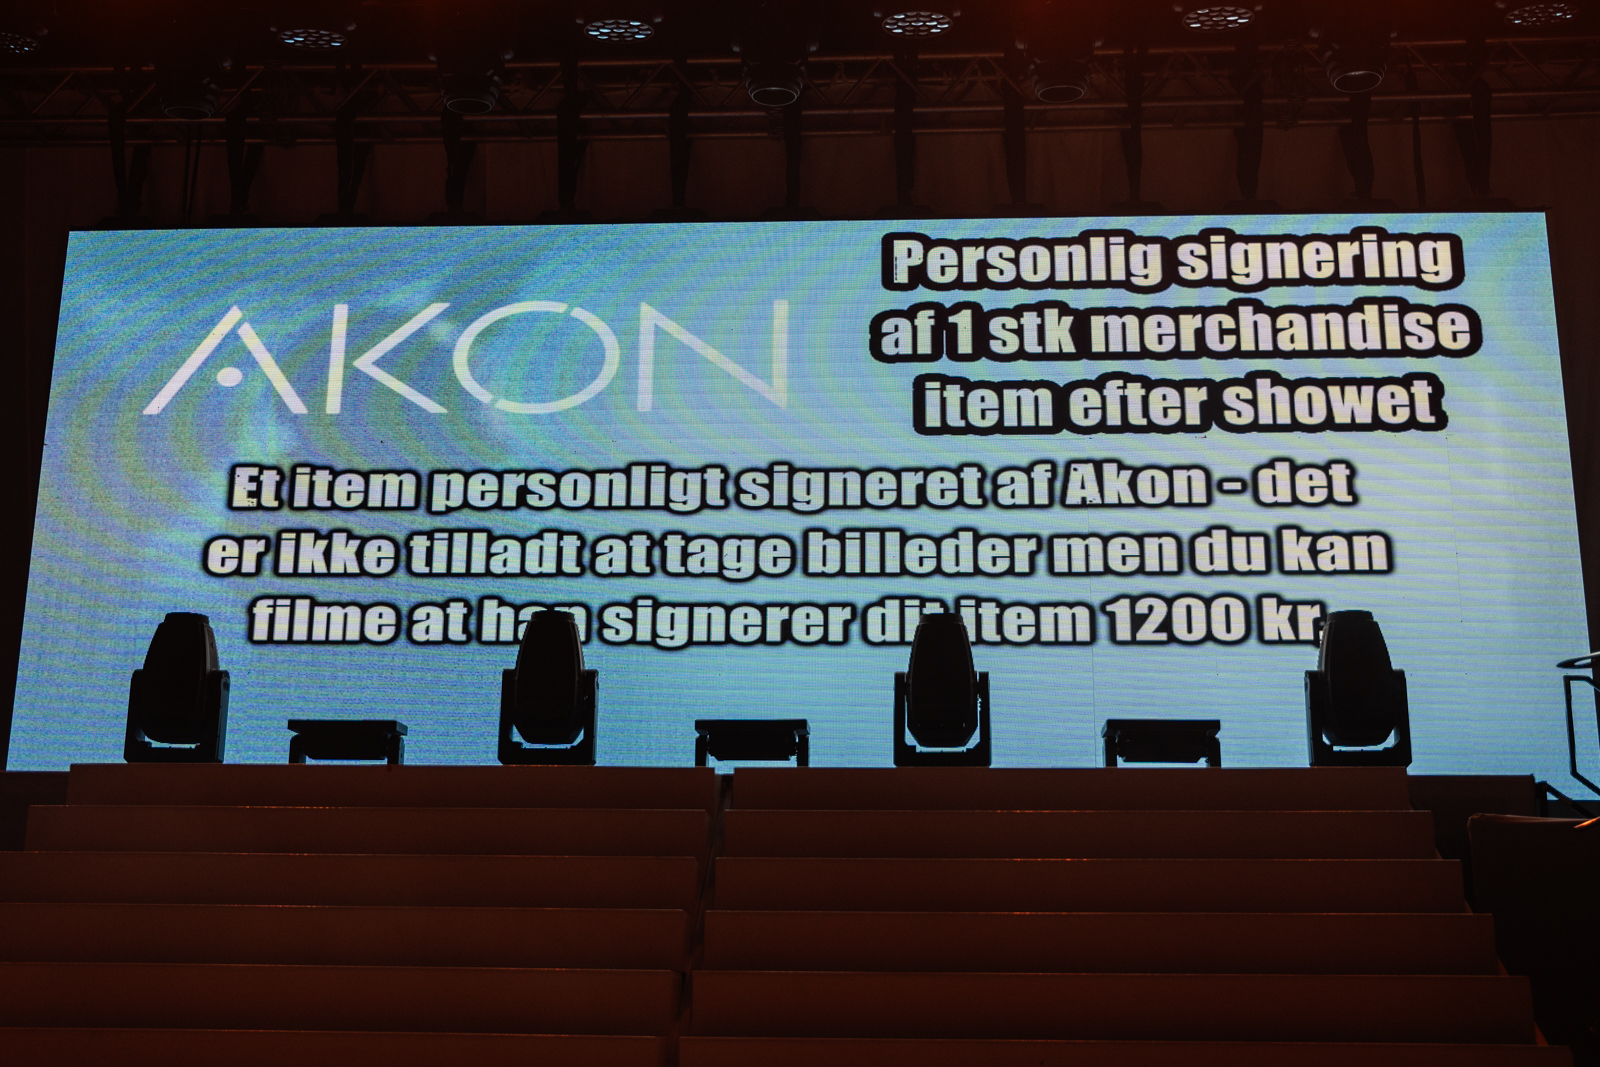 AKON
Personlig signering
af 1 stk merchandise
item efter showet
Et item personligt signeret af Akon - det
er ikke tilladt at tage billeder men du kan
filme at han signerer dit item 1200 kr.